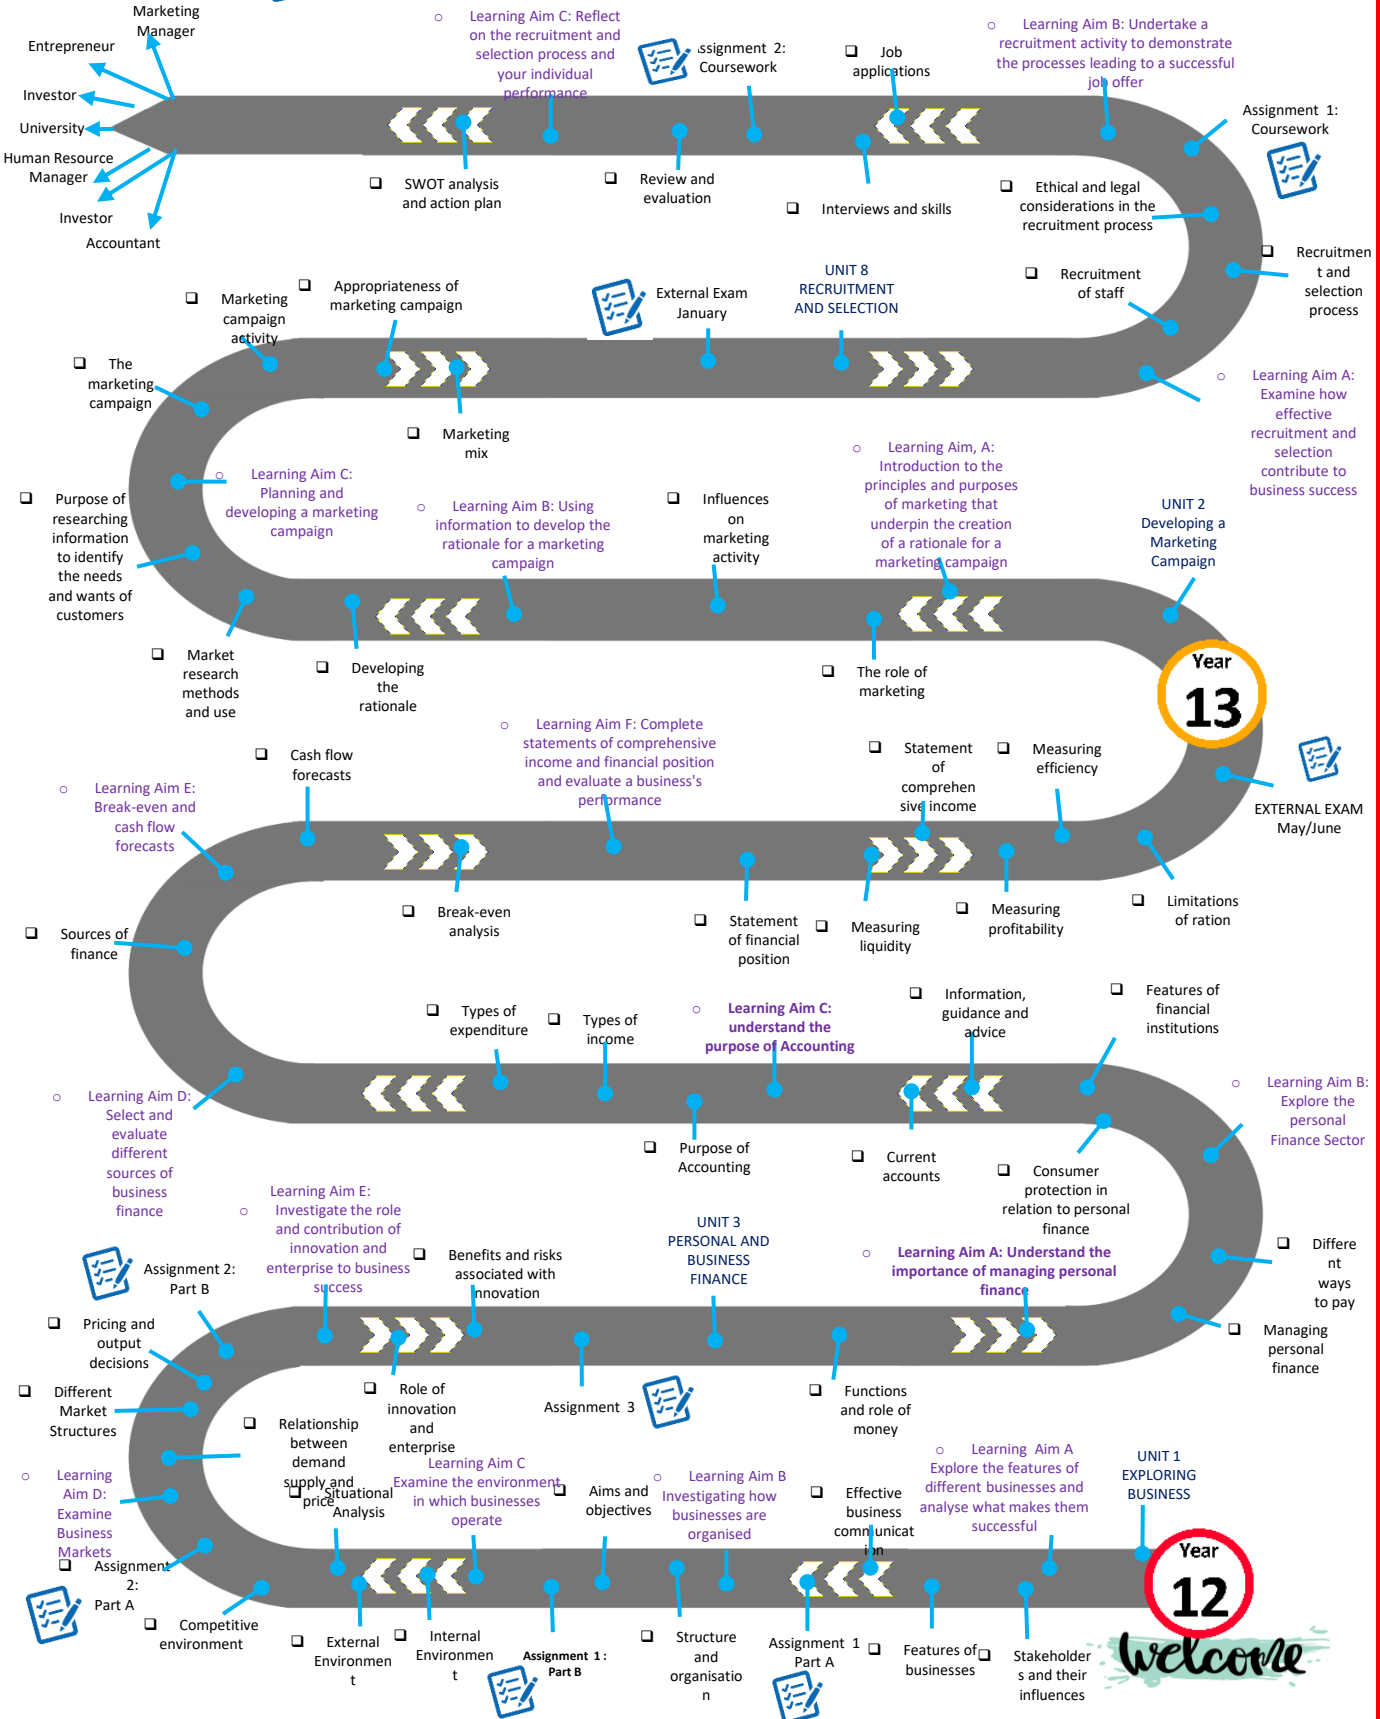 Marketing
Manager
Entrepreneur
Investor
University
Human Resource
Manager
Investor
Accountant
Learning Aim C: Reflect
on the recruitment and
selection process and
your individual
performance
ssignment 2:
Coursework
Job
applications
Learning Aim B: Undertake a
recruitment activity to demonstrate
the processes leading to a successful
job offer
Assignment 1:
Coursework
SWOT analysis
and action plan
Review and
evaluation
Interviews and skills
Ethical and legal
considerations in the
recruitment process
Recruitmen
t and
selection
process
Recruitment
of staff
UNIT 8
RECRUITMENT
AND SELECTION
External Exam
January
Appropriateness of
marketing campaign
Marketing
campaign
activity
The
marketing
campaign
Marketing
mix
Learning Aim A:
Examine how
effective
recruitment and
selection
contribute to
business success
Learning Aim C:
Planning and
developing a marketing
campaign
Purpose of
researching
information
to identify
the needs
and wants of
customers
Learning Aim B: Using
information to develop the
rationale for a marketing
campaign
Influences
on
marketing
activity
Learning Aim, A:
Introduction to the
principles and purposes
of marketing that
underpin the creation
of a rationale for a
marketing campaign
UNIT 2
Developing a
Marketing
Campaign
Market
research
methods
and use
Developing
the
rationale
The role of
marketing
Year
13
Cash flow
forecasts
Learning Aim F: Complete
statements of comprehensive
income and financial position
and evaluate a business's
performance
Statement
of
comprehen
sive income
Measuring
efficiency
EXTERNAL EXAM
May/June
Learning Aim E:
Break-even and
cash flow
forecasts
Sources of
finance
Break-even
analysis
Statement
of financial
position
Measuring
liquidity
Measuring
profitability
Limitations
of ration
Types of
expenditure
Types of
income
Learning Aim C:
understand the
purpose of Accounting
Information,
guidance and
advice
Features of
financial
institutions
Learning Aim B:
Explore the
personal
Finance Sector
Learning Aim D:
Select and
evaluate
different
sources of
business
finance
Purpose of
Accounting
Current
accounts
Consumer
protection in
relation to personal
finance
Learning Aim E:
Investigate the role
and contribution of
innovation and
enterprise to business
success
Benefits and risks
associated with
innovation
UNIT 3
PERSONAL AND
BUSINESS
FINANCE
Learning Aim A: Understand the
importance of managing personal
finance
Differe
nt
ways
to pay
Managing
personal
finance
Assignment 2:
Part B
Pricing and
output
decisions
Different
Market
Structures
Role of
innovation
and
enterprise
Assignment 3
Functions
and role of
money
Relationship
between
demand
supply and
price
Learning
Aim D:
Examine
Business
Markets
Situational
Analysis
Learning Aim C
Examine the environment
in which businesses
operate
Aims and
objectives
Learning Aim B
Investigating how
businesses are
organised
Effective
business
communicat
ion
Learning Aim A
Explore the features of
different businesses and
analyse what makes them
successful
UNIT 1
EXPLORING
BUSINESS
Year
12
welcome
Assignment
2:
Part A
Competitive
environment
External
Environmen
t
Internal
Environmen
t
Assignment 1 :
Part B
Structure
and
organisatio
n
Assignment 1
Part A
Features of
businesses
Stakeholder
s and their
influences